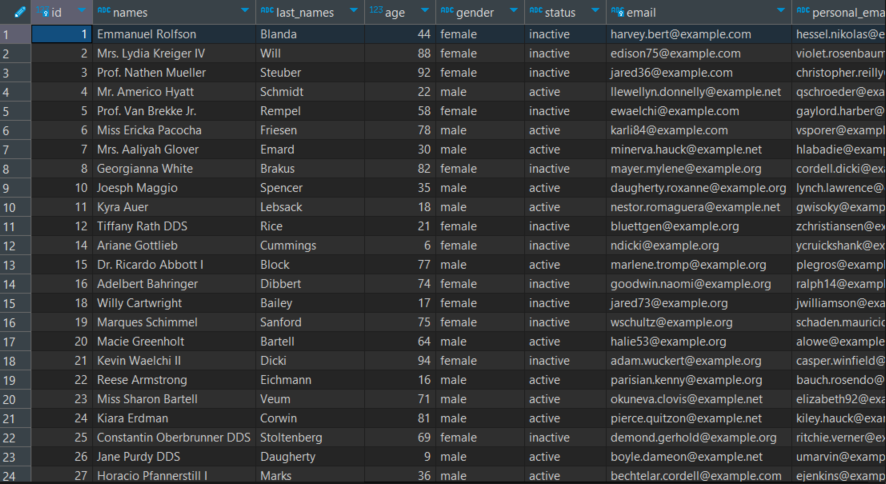 id names last_names 123 age gender status email personal_ema
1 1 Emmanuel Rolfson Blanda 44 female inactive harvey.bert@example.com hessel.nikolas@e
2 2 Mrs. Lydia Kreiger IV Will 88 female inactive edison75@example.com violet.rosenbaum
3 3 Prof. Nathen Mueller Steuber 92 female inactive jared36@example.com christopher.reilly
4 4 Mr. Americo Hyatt Schmidt 22 male active llewellyn.donnelly@example.net qschroeder@exam
5 5 Prof. Van Brekke Jr. Rempel 58 female inactive ewaelchi@example.com gaylord.harber@
6 6 Miss Ericka Pacocha Friesen 78 male active karli84@example.com vsporer@example
7 7 Mrs. Aaliyah Glover Emard 30 male active minerva.hauck@example.net hlabadie@examp
8 8 Georgianna White Brakus 82 female inactive mayer.mylene@example.org cordell.dicki@exa
9 10 Joesph Maggio Spencer 35 male active daugherty.roxanne@example.org lynch.lawrence@
10 11 Kyra Auer Lebsack 18 male active nestor.romaguera@example.net gwisoky@exampl
11 12 Tiffany Rath DDS Rice 21 female inactive bluettgen@example.org zchristiansen@ex
12 14 Ariane Gottlieb Cummings 6 female inactive ndicki@example.org ycruickshank@ex
13 15 Dr. Ricardo Abbott I Block 77 male active marlene.tromp@example.org plegros@example
14 16 Adelbert Bahringer Dibbert 74 female inactive goodwin.naomi@example.org ralph14@example
15 18 Willy Cartwright Bailey 17 female inactive jared73@example.org jwilliamson@exam
16 19 Marques Schimmel Sanford 75 female inactive wschultz@example.org schaden.mauricio
17 20 Macie Greenholt Bartell 64 male active halie53@example.org alowe@example.
18 21 Kevin Waelchi II Dicki 94 female inactive adam.wuckert@example.org casper.winfield@
19 22 Reese Armstrong Eichmann 16 male active parisian.kenny@example.org bauch.rosendo@
20 23 Miss Sharon Bartell Veum 71 male active okuneva.clovis@example.net elizabeth92@exa
21 24 Kiara Erdman Corwin 81 male active pierce.quitzon@example.net kiley.hauck@exam
22 25 Constantin Oberbrunner DDS Stoltenberg 69 female inactive demond.gerhold@example.org ritchie.verner@ex
23 26 Jane Purdy DDS Daugherty 9 male active boyle.dameon@example.net umarvin@examp
24 27 Horacio Pfannerstill I Marks 36 male active bechtelar.cordell@example.com ejenkins@examp